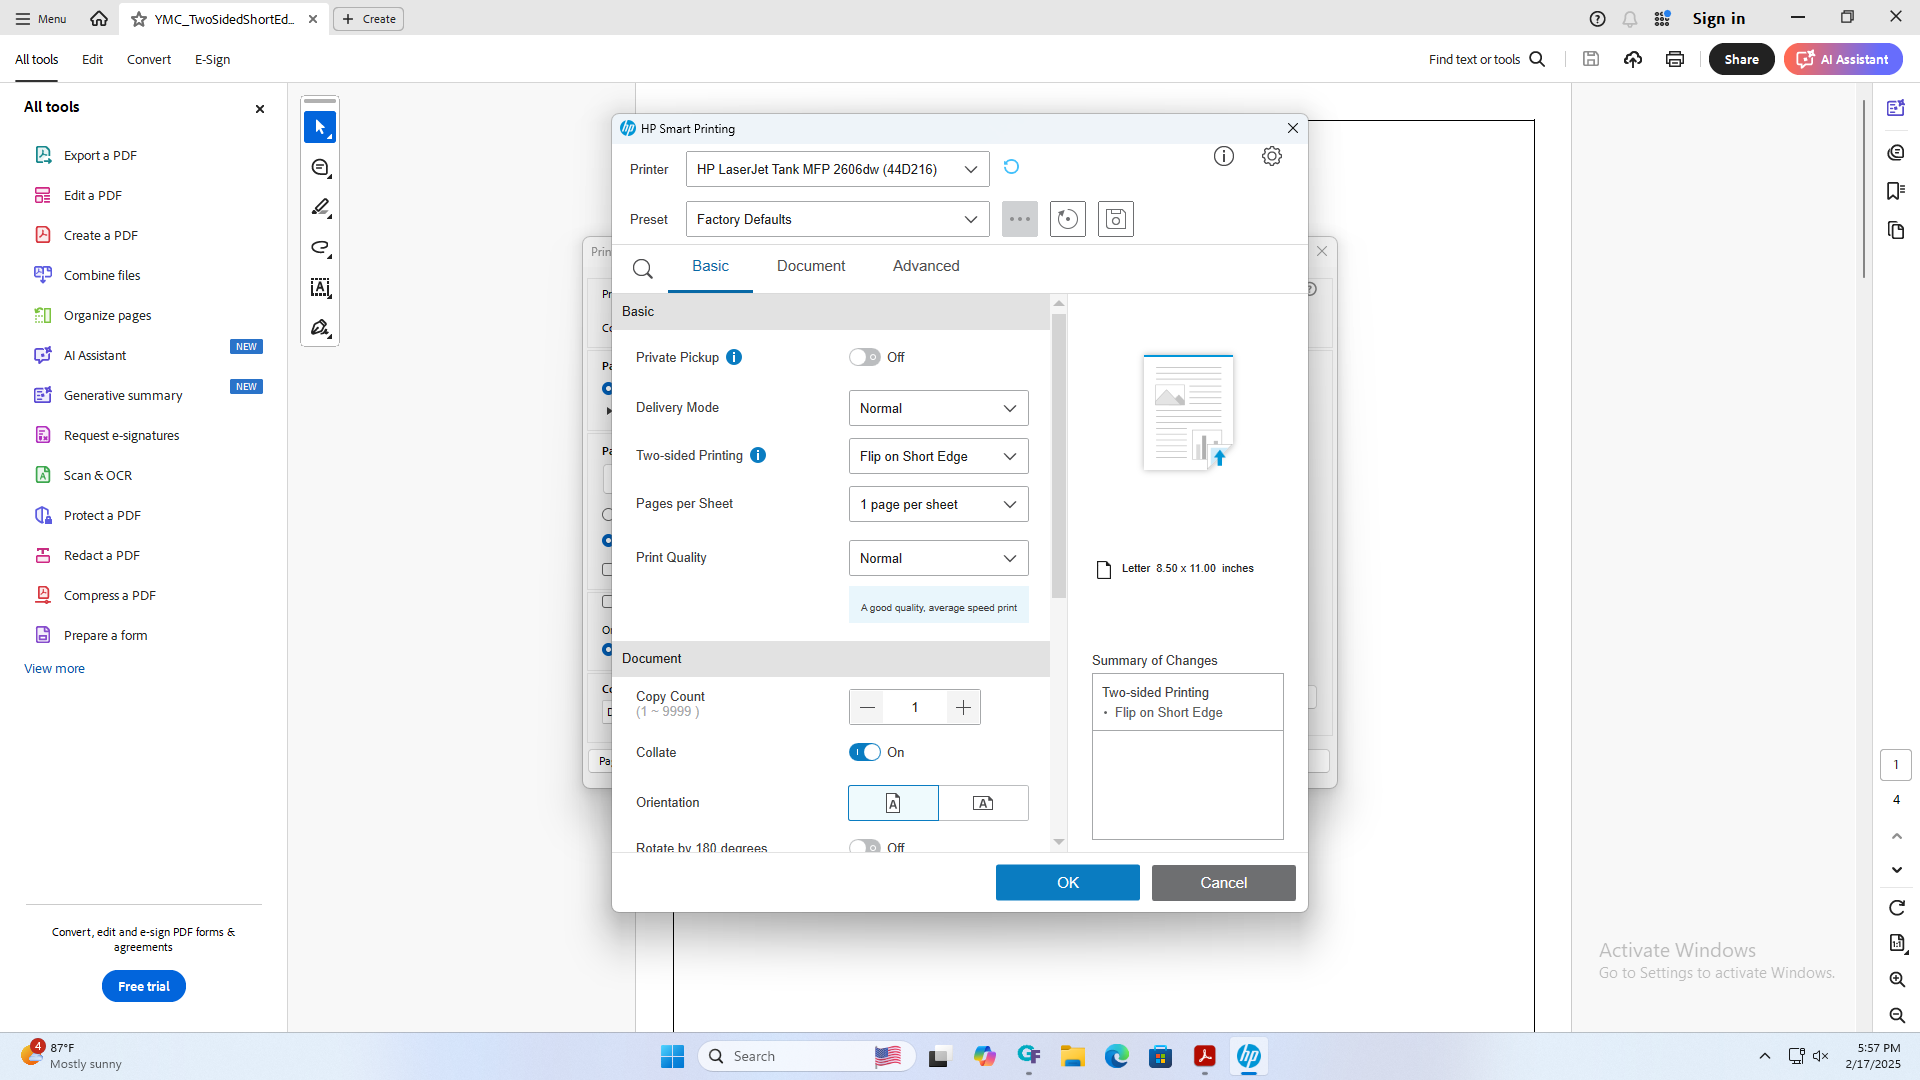 Menu
YMC_TwoSidedShortEd...
Create
Sign in
All tools
Edit
Convert
E-Sign
Find text or tools
Share
AI Assistant
All tools
Export a PDF
Edit a PDF
Create a PDF
Combine files
Organize pages
AI Assistant
NEW
Generative summary
NEW
Request e-signatures
Scan & OCR
Protect a PDF
Redact a PDF
Compress a PDF
Prepare a form
View more
Convert, edit and e-sign PDF forms &
agreements
Free trial
HP Smart Printing
Printer
HP LaserJet Tank MFP 2606dw (44D216)
Preset
Factory Defaults
Basic
Document
Advanced
Basic
Private Pickup
Off
Delivery Mode
Normal
Two-sided Printing
Flip on Short Edge
Pages per Sheet
1 page per sheet
Print Quality
Normal
A good quality, average speed print
Document
Copy Count
(1 ~ 9999 )
1
Collate
On
Orientation
Rotate by 180 degrees
Off
Letter 8.50 x 11.00 inches
Summary of Changes
Two-sided Printing
• Flip on Short Edge
OK
Cancel
1
4
Activate Windows
Go to Settings to activate Windows.
4
87°F
Mostly sunny
Search
5:57 PM
2/17/2025